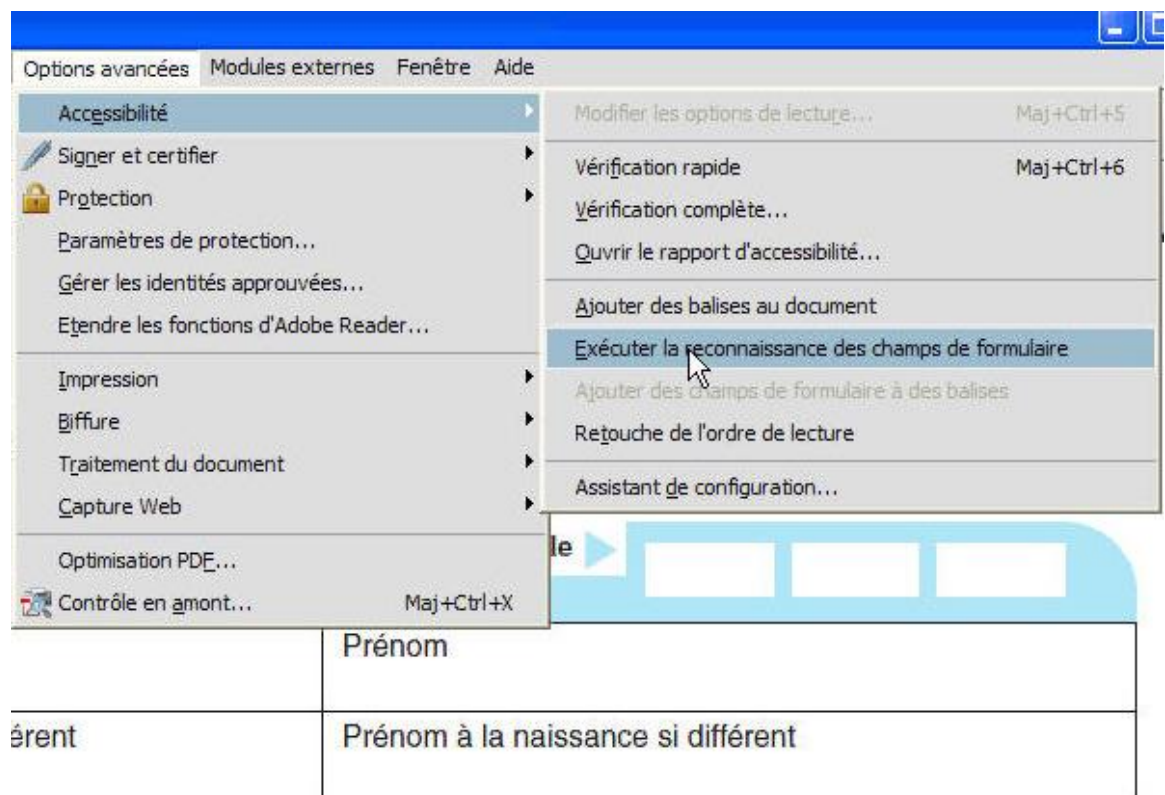 Options avancées Modules externes Fenêtre Aide
Accessibilité
Signer et certifier
Protection
Paramètres de protection...
Gérer les identités approuvées...
Etendre les fonctions d'Adobe Reader...
Impression
Biffure
Traitement du document
Capture Web
Optimisation PDF...
Contrôle en amont... Maj+Ctrl+X
Modifier les options de lecture... Maj+Ctrl+5
Vérification rapide Maj+Ctrl+6
Vérification complète...
Ouvrir le rapport d'accessibilité...
Ajouter des balises au document
Exécuter la reconnaissance des champs de formulaire
Ajouter des champs de formulaire à des balises
Retouche de l'ordre de lecture
Assistant de configuration...
le
Prénom
érent Prénom à la naissance si différent